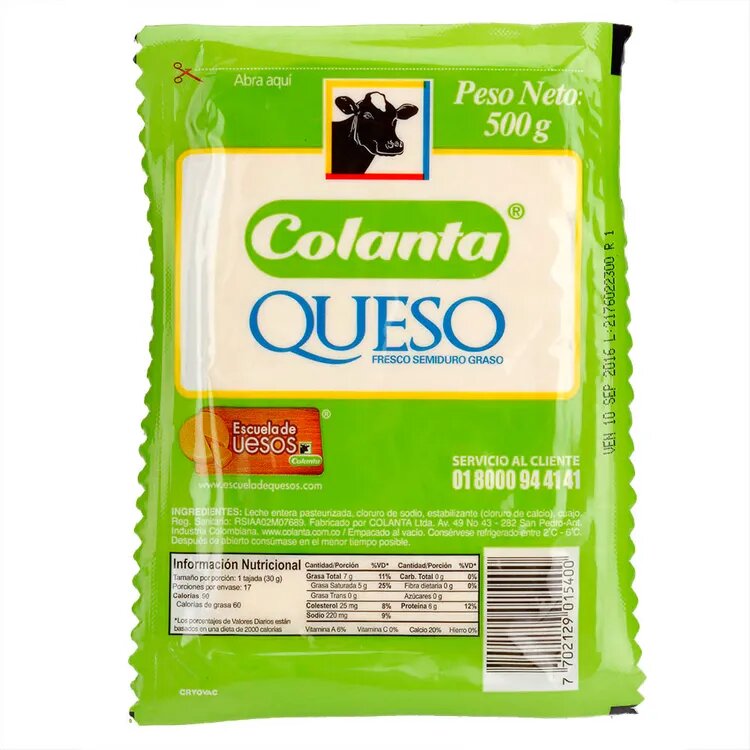 Abra aquí
Peso Neto:
500 g
Colanta®
QUESO
FRESCO SEMIDURO GRASO
VEN 10 SEP 2016 L:2176022300 R 1
Escuela de
Quesos ®
Colanta
www.escueladequesos.com
SERVICIO AL CLIENTE
01 8000 94 4141
INGREDIENTES: Leche entera pasteurizada, cloruro de sodio, estabilizante (cloruro de calcio), cuajo.
Reg. Sanitario: RSIAA02M07689. Fabricado por COLANTA Ltda. Av. 49 No 43 - 282 San Pedro-Ant.
Industria Colombiana. www.colanta.com.co / Empacado al vacío. Consérvese refrigerado entre 2°C - 6°C.
Después de abierto consúmase en el menor tiempo posible.
Información Nutricional
Tamaño por porción: 1 tajada (30 g)
Porciones por envase: 17
Calorías 90
Calorías de grasa 60
*Los porcentajes de Valores Diarios están
basados en una dieta de 2000 calorías
Cantidad/Porción %VD* Cantidad/Porción %VD*
Grasa Total 7 g 11% Carb. Total 0 g 0%
Grasa Saturada 5 g 25% Fibra dietaria 0 g 0%
Grasa Trans 0 g Azúcares 0 g
Colesterol 25 mg 8% Proteína 6 g 12%
Sodio 220 mg 9%
Vitamina A 6% Vitamina C 0% Calcio 20% Hierro 0%
7 702129 015400
CRYOVAC